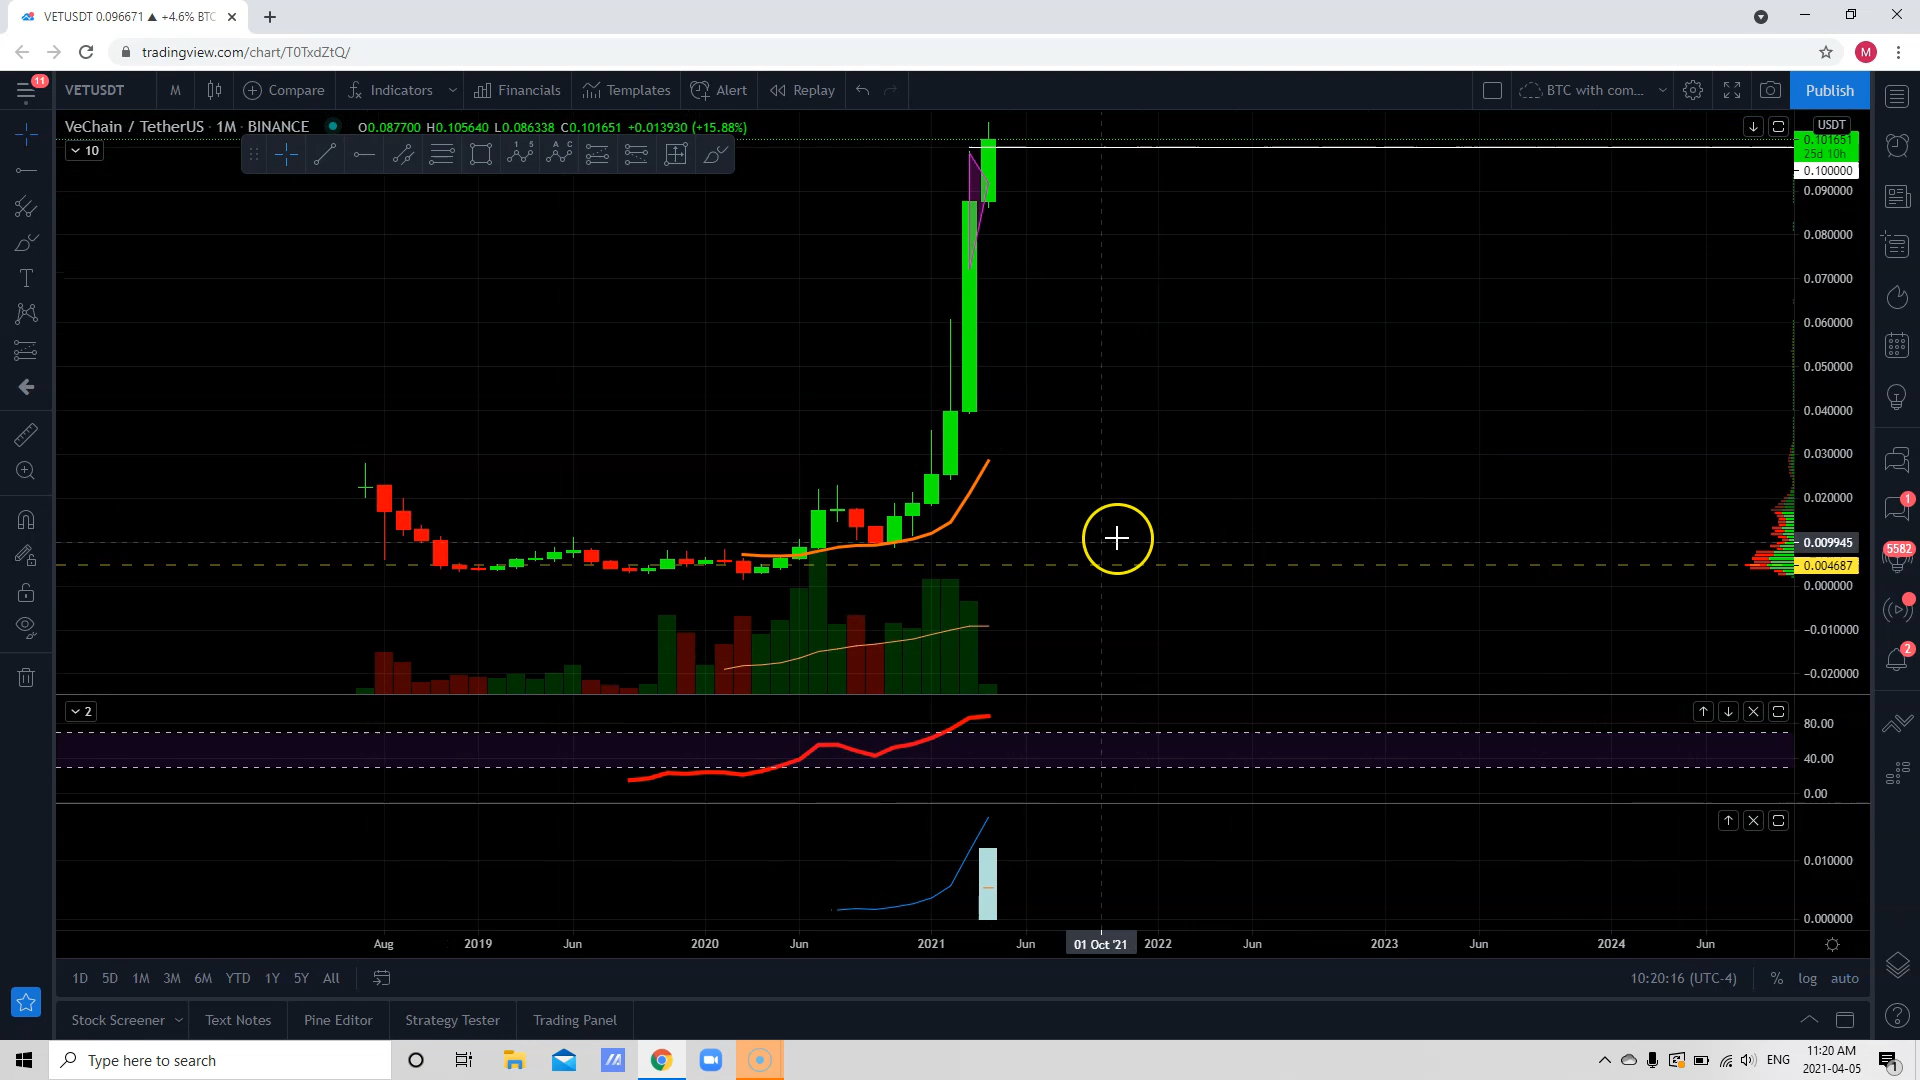 VETUSDT 0.096671 ▲ +4.6% BTC
tradingview.com/chart/T0TxdZtQ/
M
11
VETUSDT
M
Compare
Indicators
Financials
Templates
Alert
Replay
BTC with com...
Publish
VeChain / TetherUS · 1M · BINANCE
O0.087700 H0.105640 L0.086338 C0.101651 +0.013930 (+15.88%)
USDT
10
1 5
A C
0.101651
25d 10h
0.100000
0.090000
0.080000
0.070000
0.060000
0.050000
0.040000
0.030000
0.020000
0.009945
0.004687
0.000000
−0.010000
−0.020000
1
5582
2
2
80.00
40.00
0.00
0.010000
0.000000
Aug 2019 Jun 2020 Jun 2021 Jun 01 Oct '21 2022 Jun 2023 Jun 2024 Jun
1D 5D 1M 3M 6M YTD 1Y 5Y All
10:20:16 (UTC-4) % log auto
Stock Screener Text Notes Pine Editor Strategy Tester Trading Panel
Type here to search
ENG
11:20 AM
2021-04-05
1